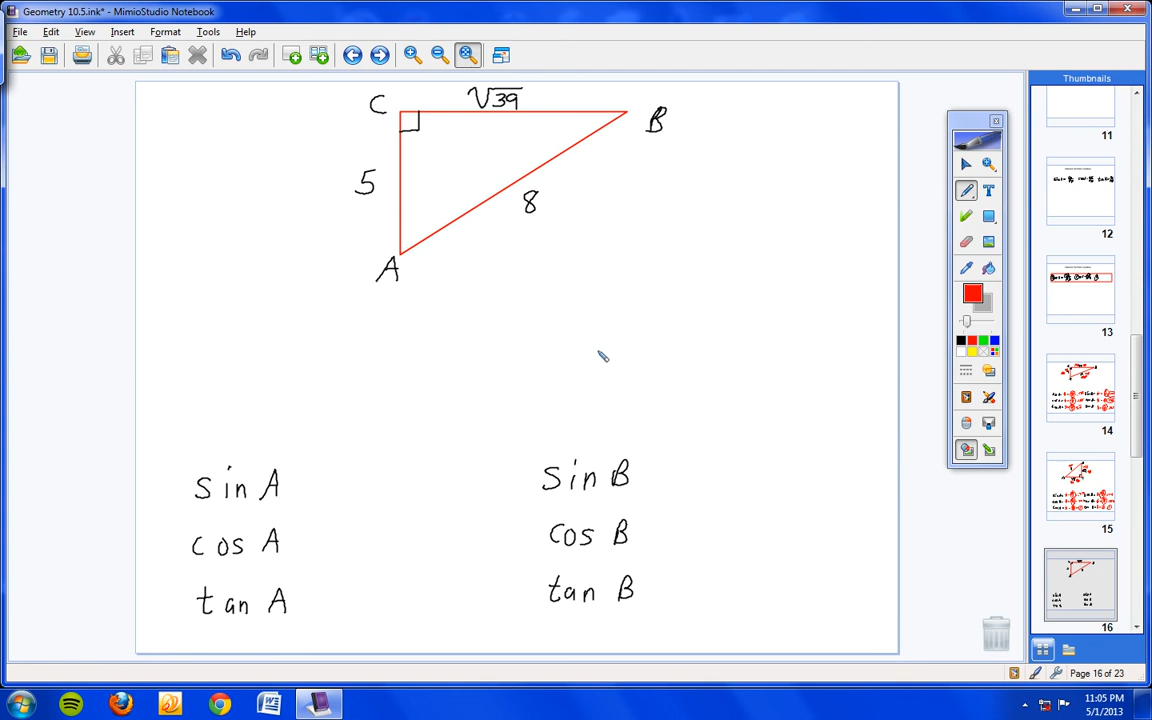 Geometry 10.5.ink* - MimioStudio Notebook
File Edit View Insert Format Tools Help
Thumbnails
C √39 B
5
8
A
sin A
cos A
tan A
sin B
cos B
tan B
11
12
13
14
15
16
Page 16 of 23
11:05 PM
5/1/2013